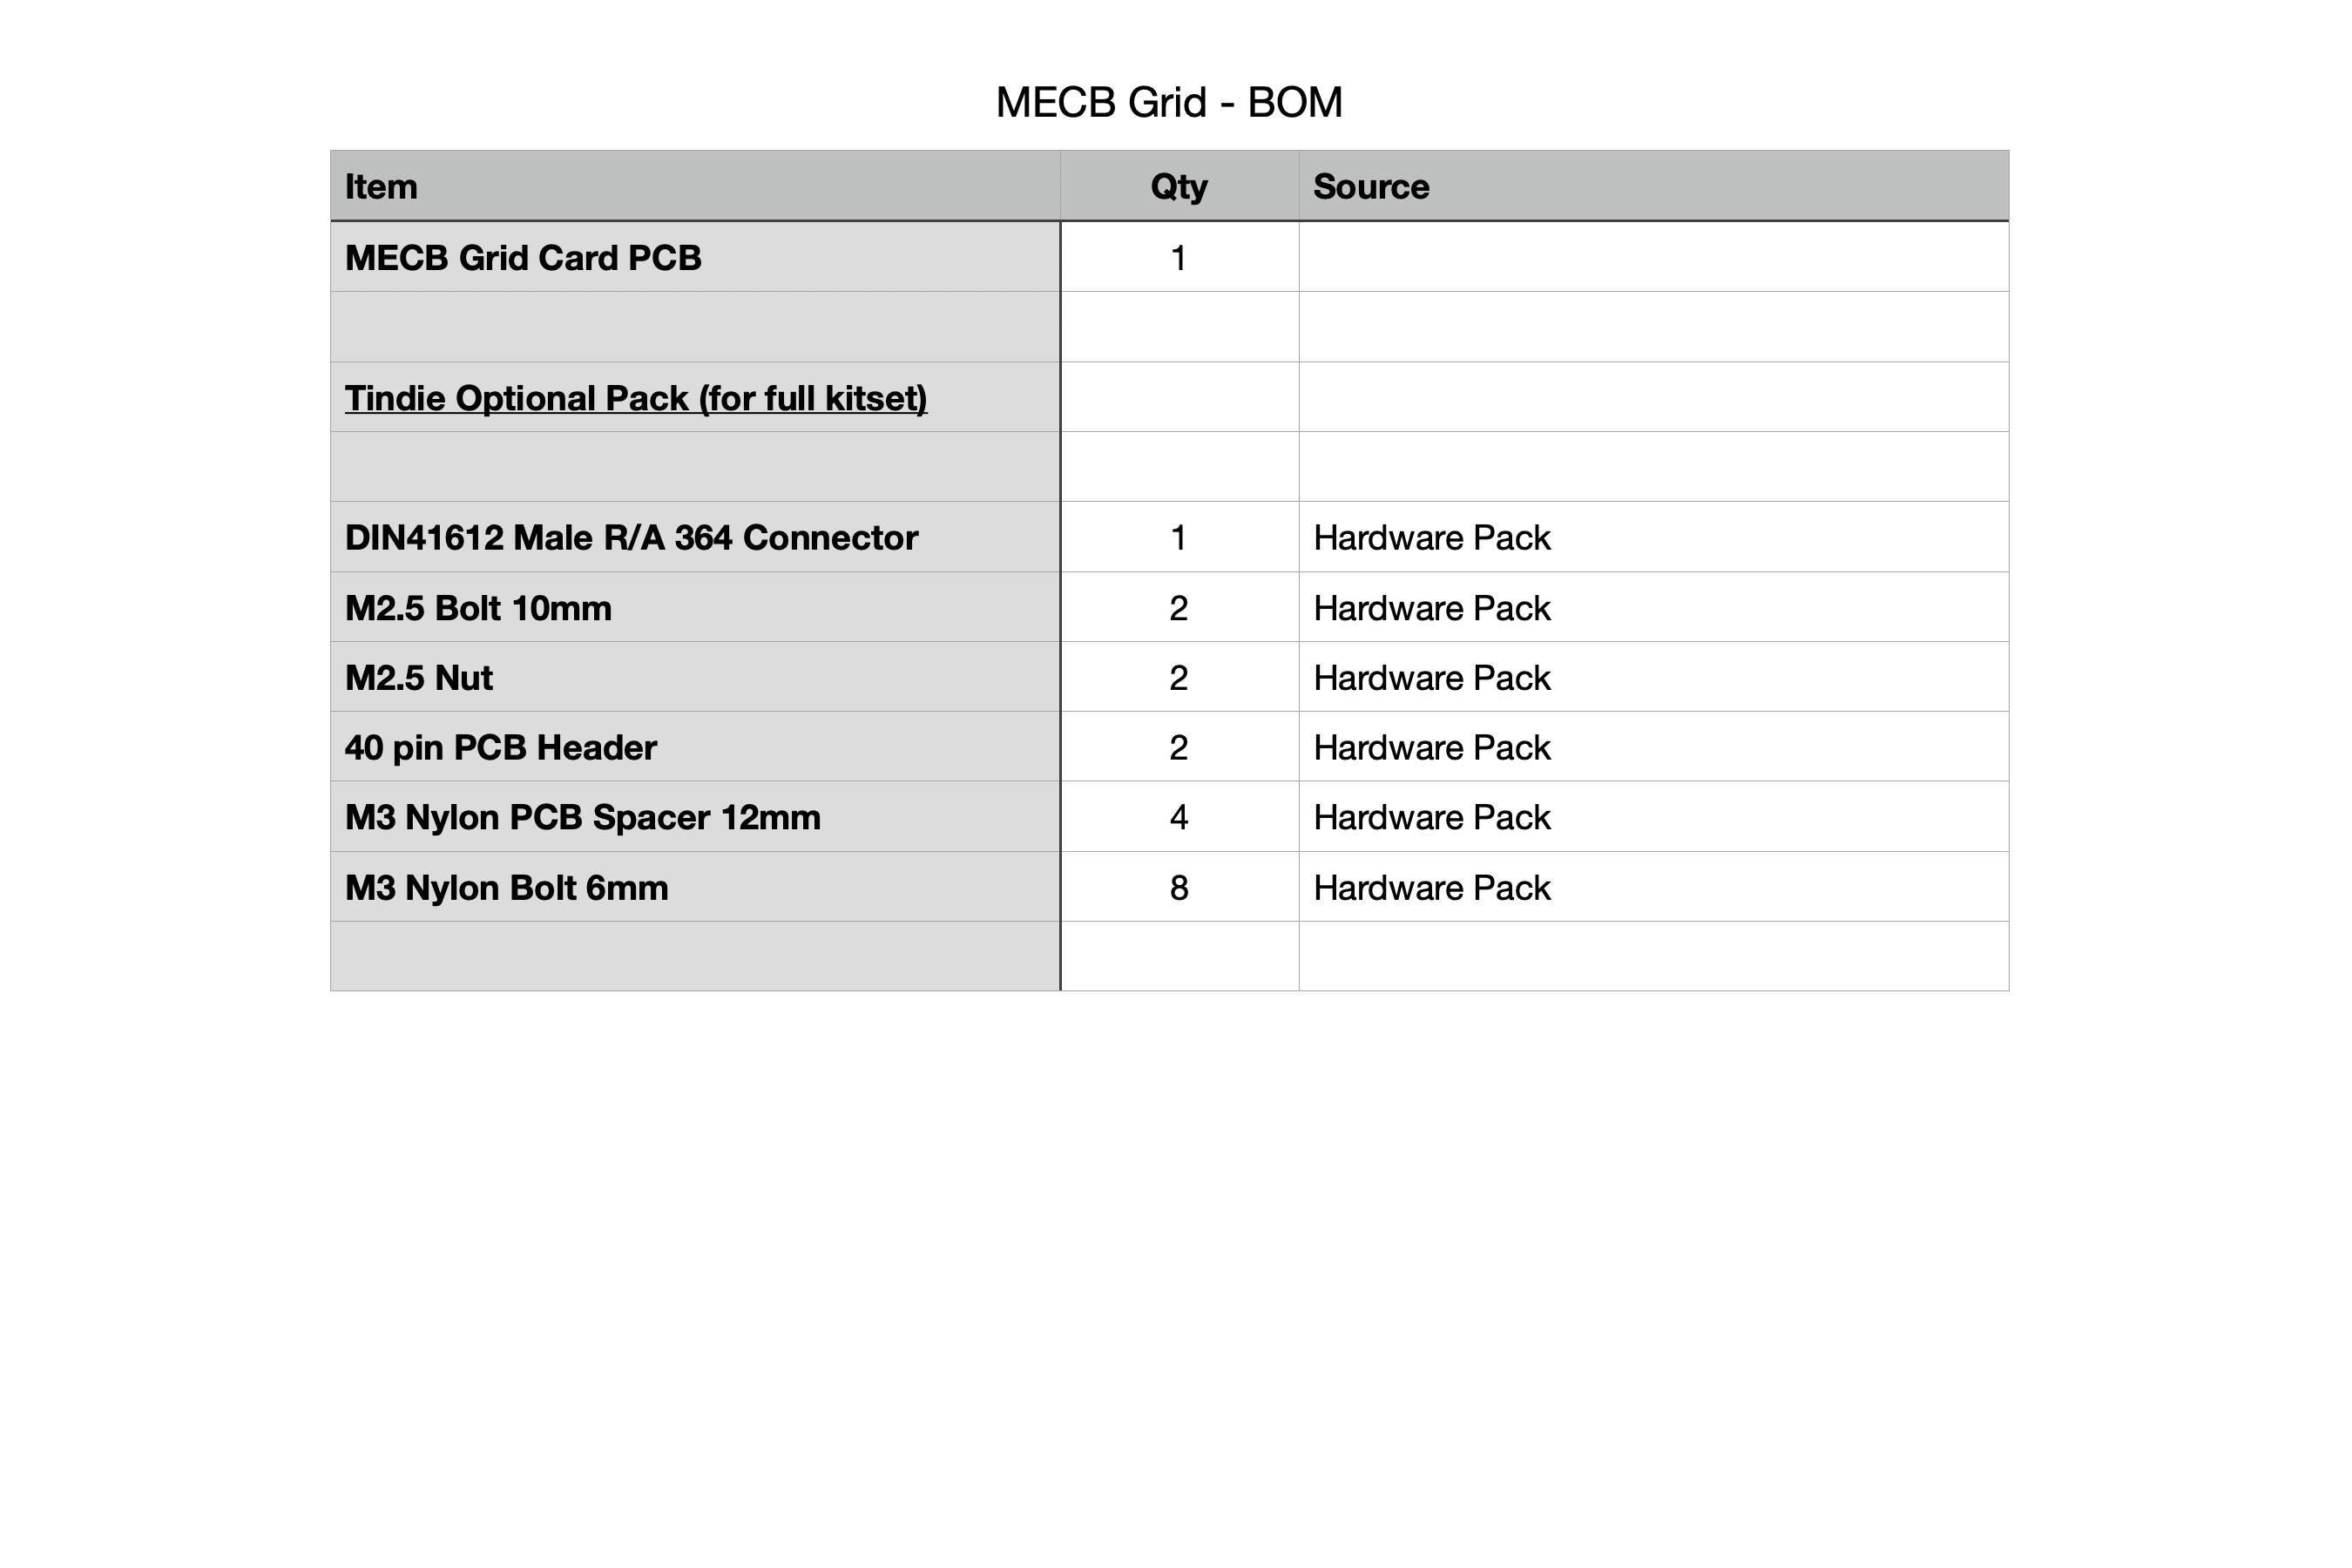 MECB Grid - BOM
Item Qty Source
MECB Grid Card PCB 1
Tindie Optional Pack (for full kitset)
DIN41612 Male R/A 364 Connector 1 Hardware Pack
M2.5 Bolt 10mm 2 Hardware Pack
M2.5 Nut 2 Hardware Pack
40 pin PCB Header 2 Hardware Pack
M3 Nylon PCB Spacer 12mm 4 Hardware Pack
M3 Nylon Bolt 6mm 8 Hardware Pack